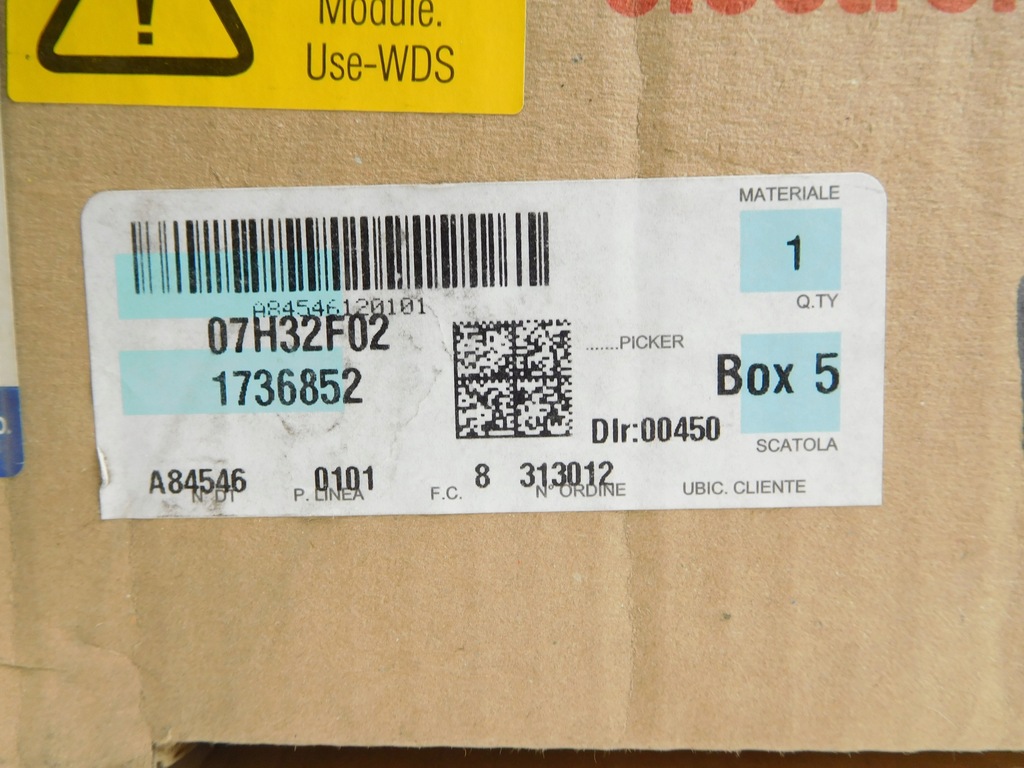 Module.
Use-WDS
MATERIALE
1
Q.TY
A84546120101
07H32F02
1736852
.......PICKER
Box 5
Dlr:00450
SCATOLA
A84546 0101 8 313012
N° DT P. LINEA F.C. N° ORDINE UBIC. CLIENTE